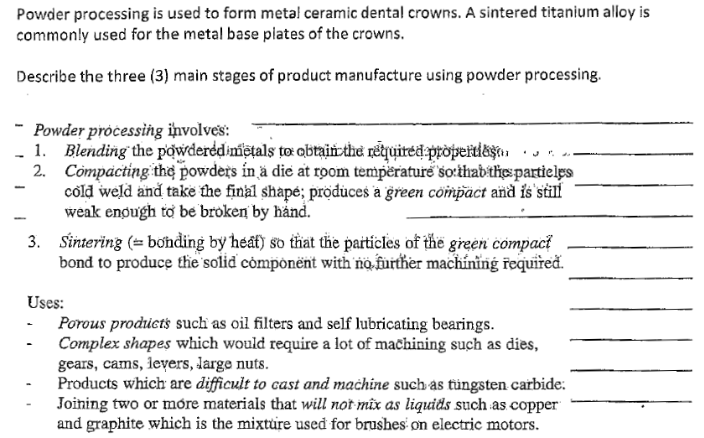 Powder processing is used to form metal ceramic dental crowns. A sintered titanium alloy is
commonly used for the metal base plates of the crowns.
Describe the three (3) main stages of product manufacture using powder processing.
Powder processing involves:
1. Blending the powdered metals to obtain the required properties.
2. Compacting the powders in a die at room temperature so that the particles
cold weld and take the final shape; produces a green compact and is still
weak enough to be broken by hand.
3. Sintering (= bonding by heat) so that the particles of the green compact
bond to produce the solid component with no further machining required.
Uses:
- Porous products such as oil filters and self lubricating bearings.
- Complex shapes which would require a lot of machining such as dies,
gears, cams, levers, large nuts.
- Products which are difficult to cast and machine such as tungsten carbide.
- Joining two or more materials that will not mix as liquids such as copper
and graphite which is the mixture used for brushes on electric motors.